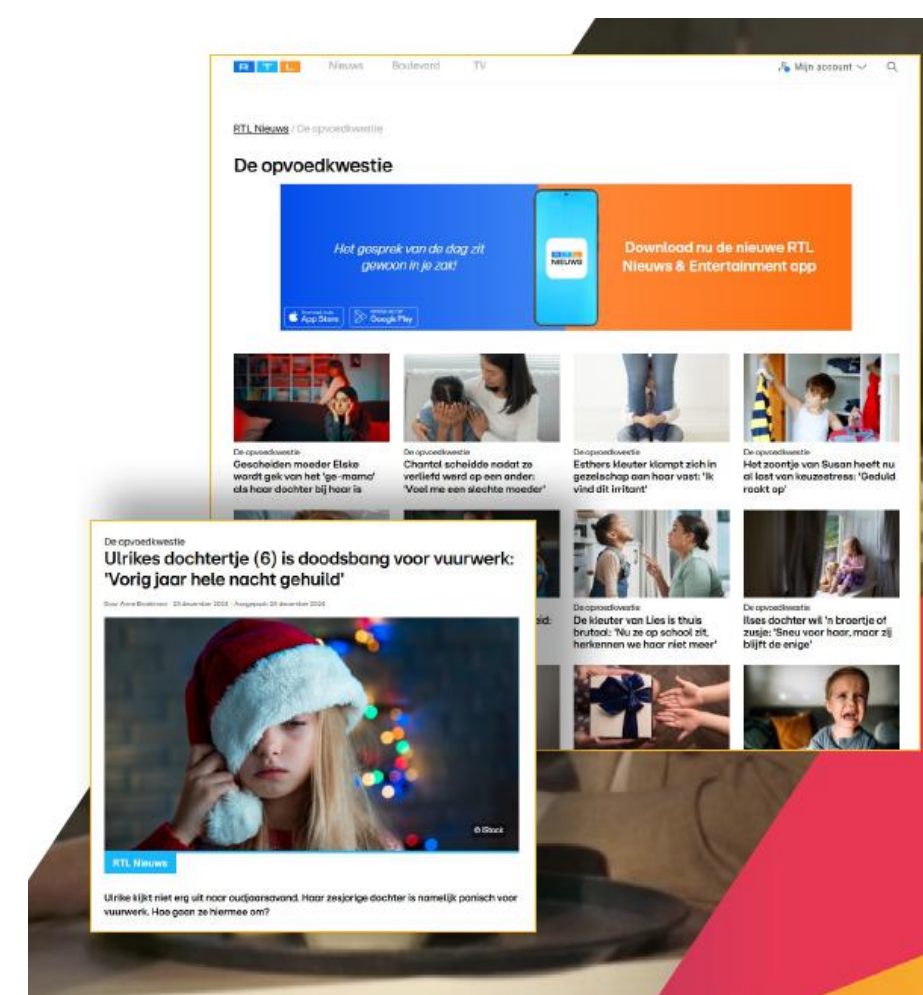 RTL Nieuws Boulevard TV Mijn account
RTL Nieuws / De opvoedkwestie
De opvoedkwestie
Het gesprek van de dag zit
gewoon in je zak!
App Store Google Play
RTL
NIEUWS
Download nu de nieuwe RTL
Nieuws & Entertainment app
De opvoedkwestie
Gescheiden moeder Elske
wordt gek van het 'ge-mama'
als haar dochter bij haar is
De opvoedkwestie
Chantal scheidde nadat ze
verliefd werd op een ander:
'Voel me een slechte moeder'
De opvoedkwestie
Esthers kleuter klampt zich in
gezelschap aan haar vast: 'Ik
vind dit irritant'
De opvoedkwestie
Het zoontje van Susan heeft nu
al last van keuzestress: 'Geduld
raakt op'
De opvoedkwestie
De kleuter van Lies is thuis
brutaal: 'Nu ze op school zit,
herkennen we haar niet meer'
De opvoedkwestie
Ilses dochter wil 'n broertje of
zusje: 'Sneu voor haar, maar zij
blijft de enige'
De opvoedkwestie
Ulrikes dochtertje (6) is doodsbang voor vuurwerk:
'Vorig jaar hele nacht gehuild'
© iStock
RTL Nieuws
Ulrike kijkt niet erg uit naar oudjaarsavond. Haar zesjarige dochter is namelijk panisch voor
vuurwerk. Hoe gaan ze hiermee om?